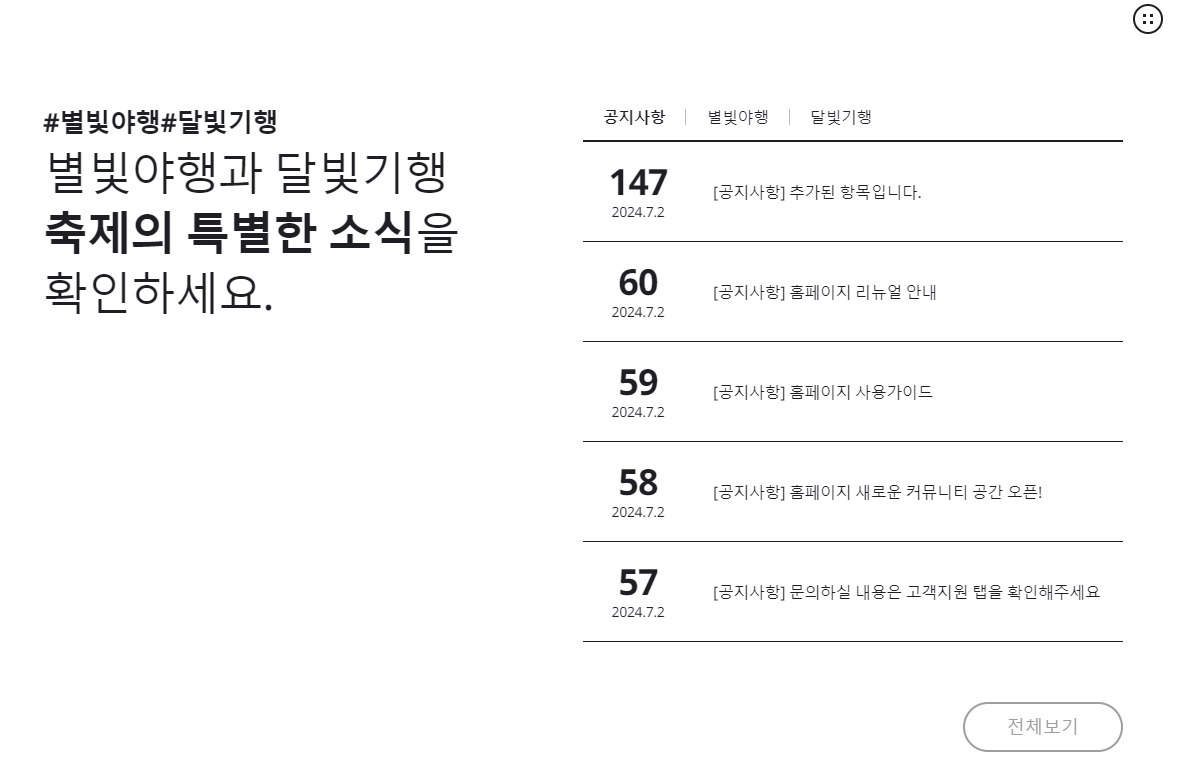 #별빛야행#달빛기행
별빛야행과 달빛기행
축제의 특별한 소식을
확인하세요.
공지사항 별빛야행 달빛기행
147
2024.7.2
[공지사항] 추가된 항목입니다.
60
2024.7.2
[공지사항] 홈페이지 리뉴얼 안내
59
2024.7.2
[공지사항] 홈페이지 사용가이드
58
2024.7.2
[공지사항] 홈페이지 새로운 커뮤니티 공간 오픈!
57
2024.7.2
[공지사항] 문의하실 내용은 고객지원 탭을 확인해주세요
전체보기